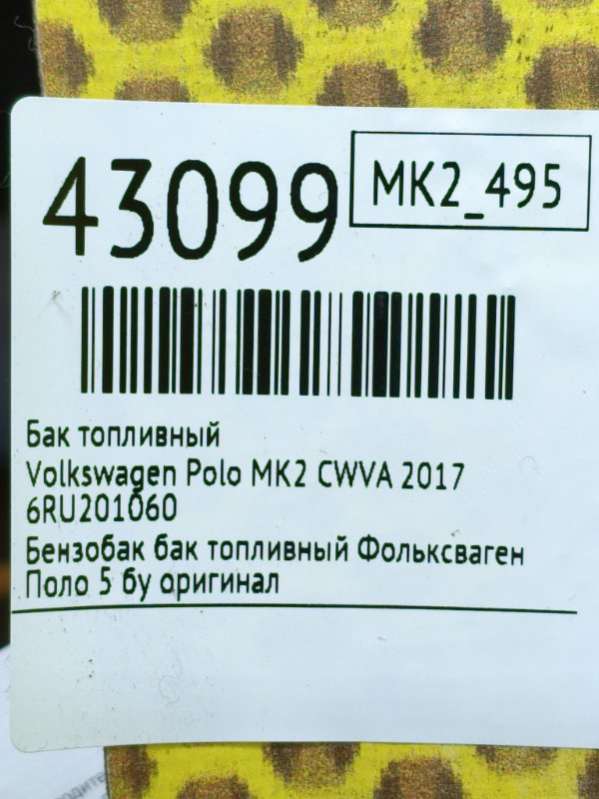 43099
MK2_495
Бак топливный
Volkswagen Polo MK2 CWVA 2017
6RU201060
Бензобак бак топливный Фольксваген
Поло 5 бу оригинал